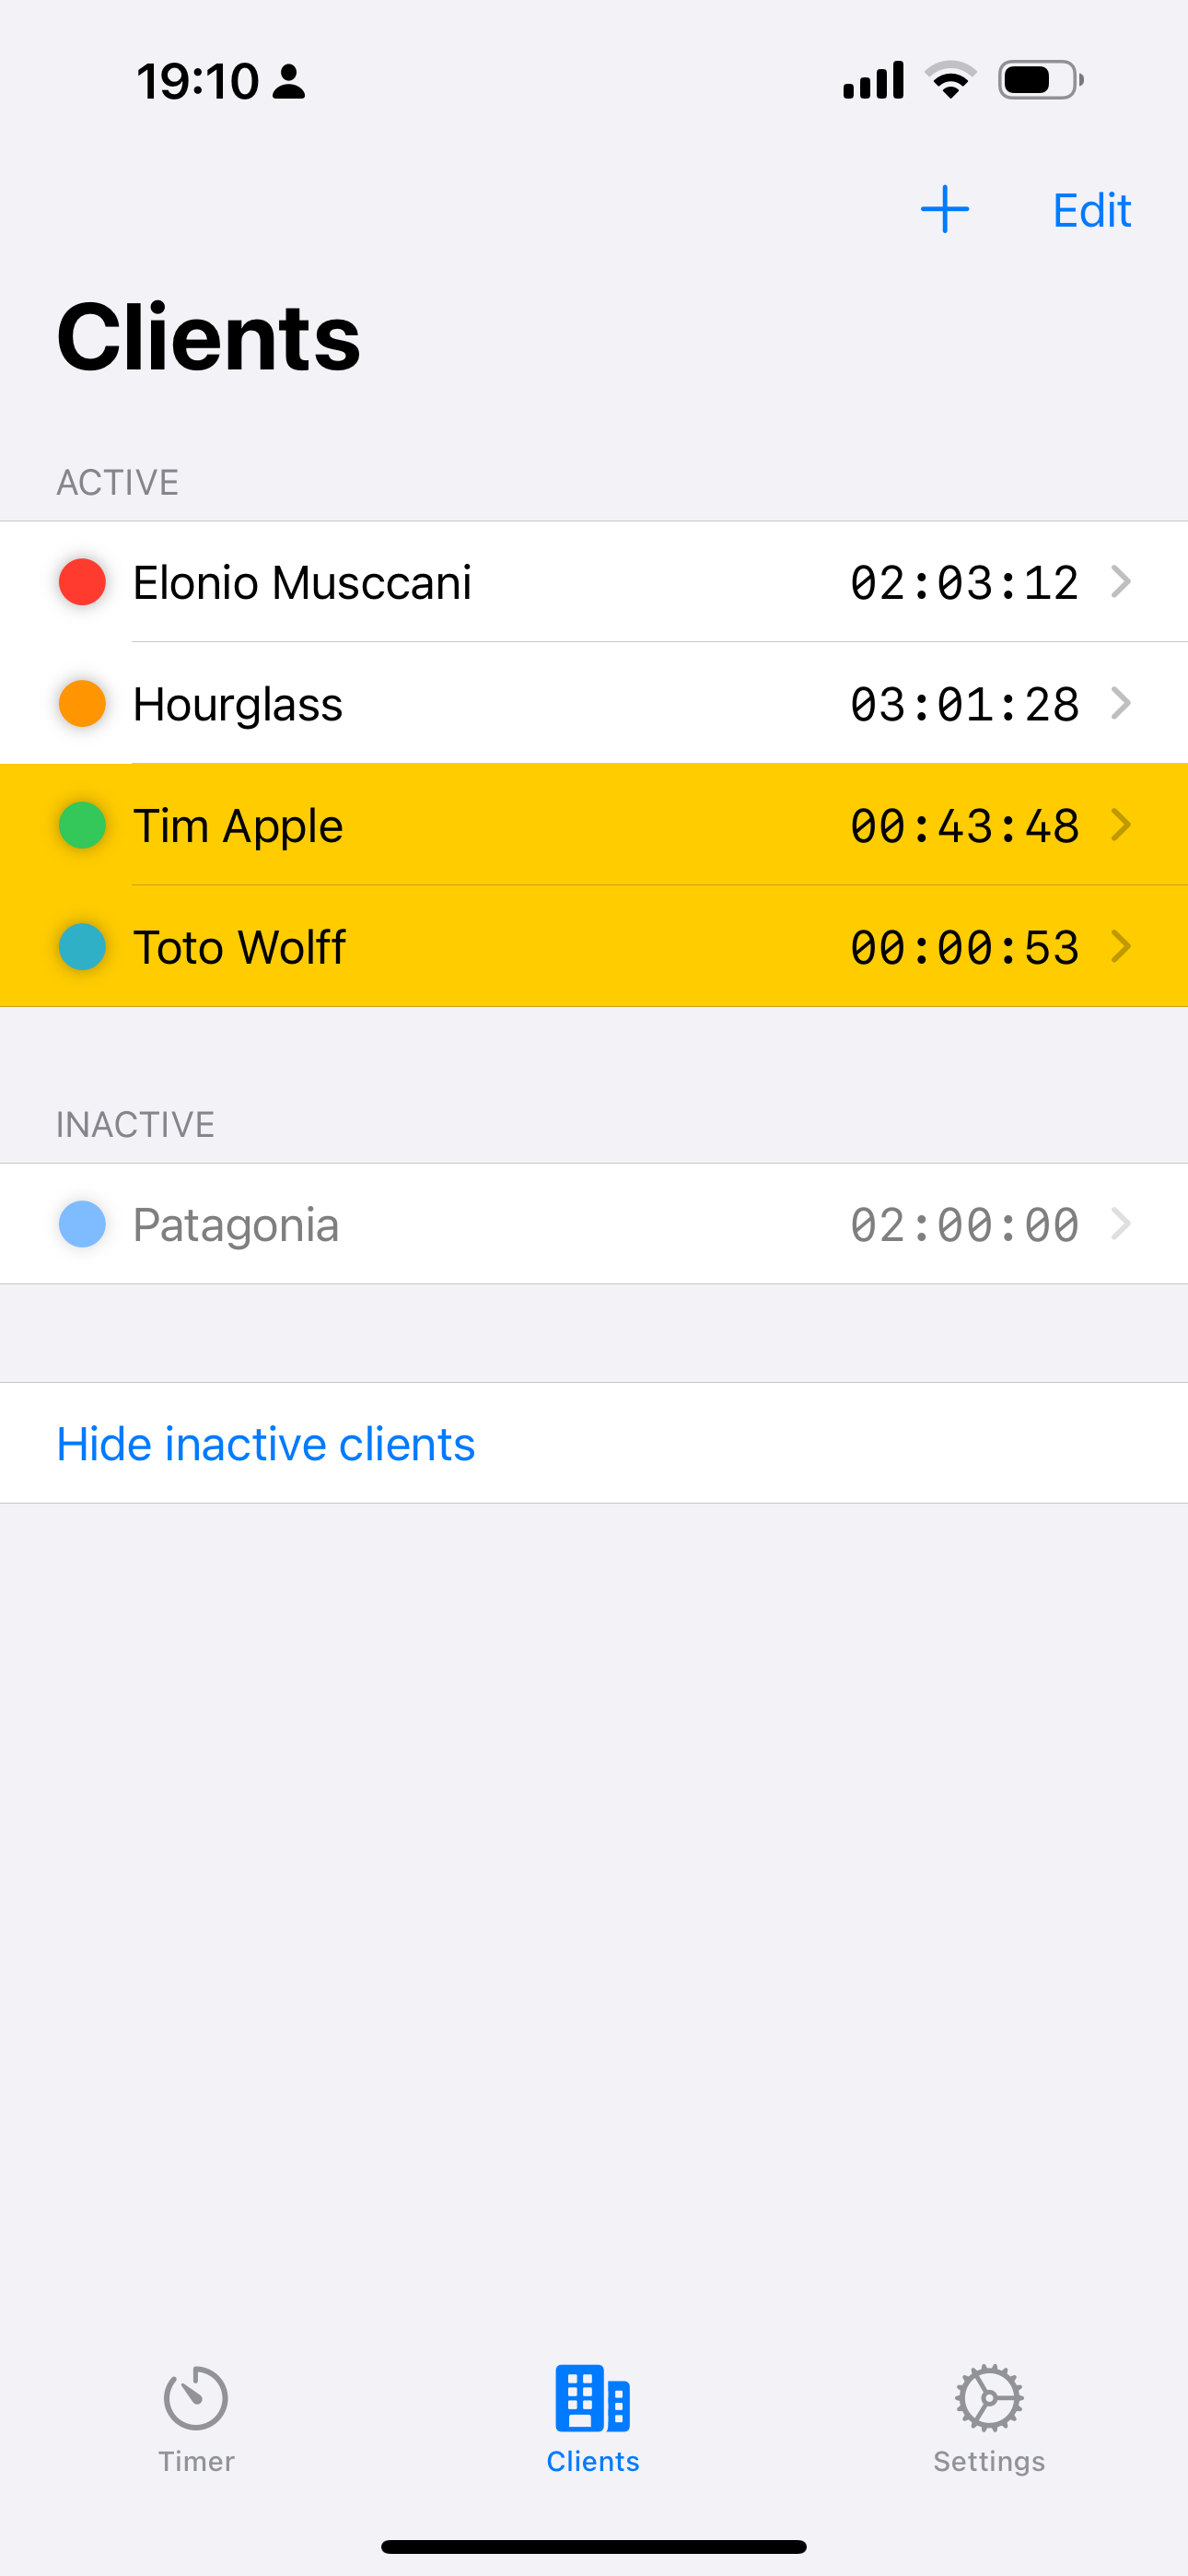 19:10
Edit
Clients
ACTIVE
Elonio Musccani 02:03:12
Hourglass 03:01:28
Tim Apple 00:43:48
Toto Wolff 00:00:53
INACTIVE
Patagonia 02:00:00
Hide inactive clients
Timer Clients Settings